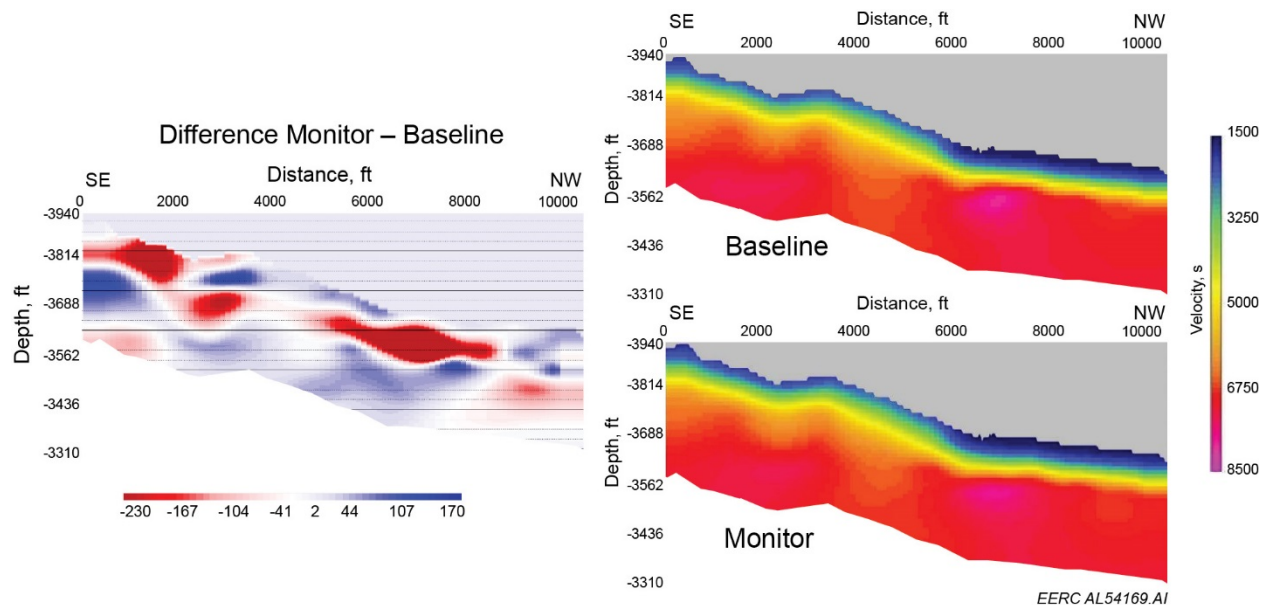 Difference Monitor – Baseline
SE
Distance, ft
NW
0
2000
4000
6000
8000
10000
Depth, ft
-3940
-3814
-3688
-3562
-3436
-3310
-230
-167
-104
-41
2
44
107
170
SE
Distance, ft
NW
0
2000
4000
6000
8000
10000
Depth, ft
-3940
-3814
-3688
-3562
-3436
-3310
Baseline
SE
Distance, ft
NW
0
2000
4000
6000
8000
10000
Depth, ft
-3940
-3814
-3688
-3562
-3436
-3310
Monitor
Velocity, s
1500
3250
5000
6750
8500
EERC AL54169.AI